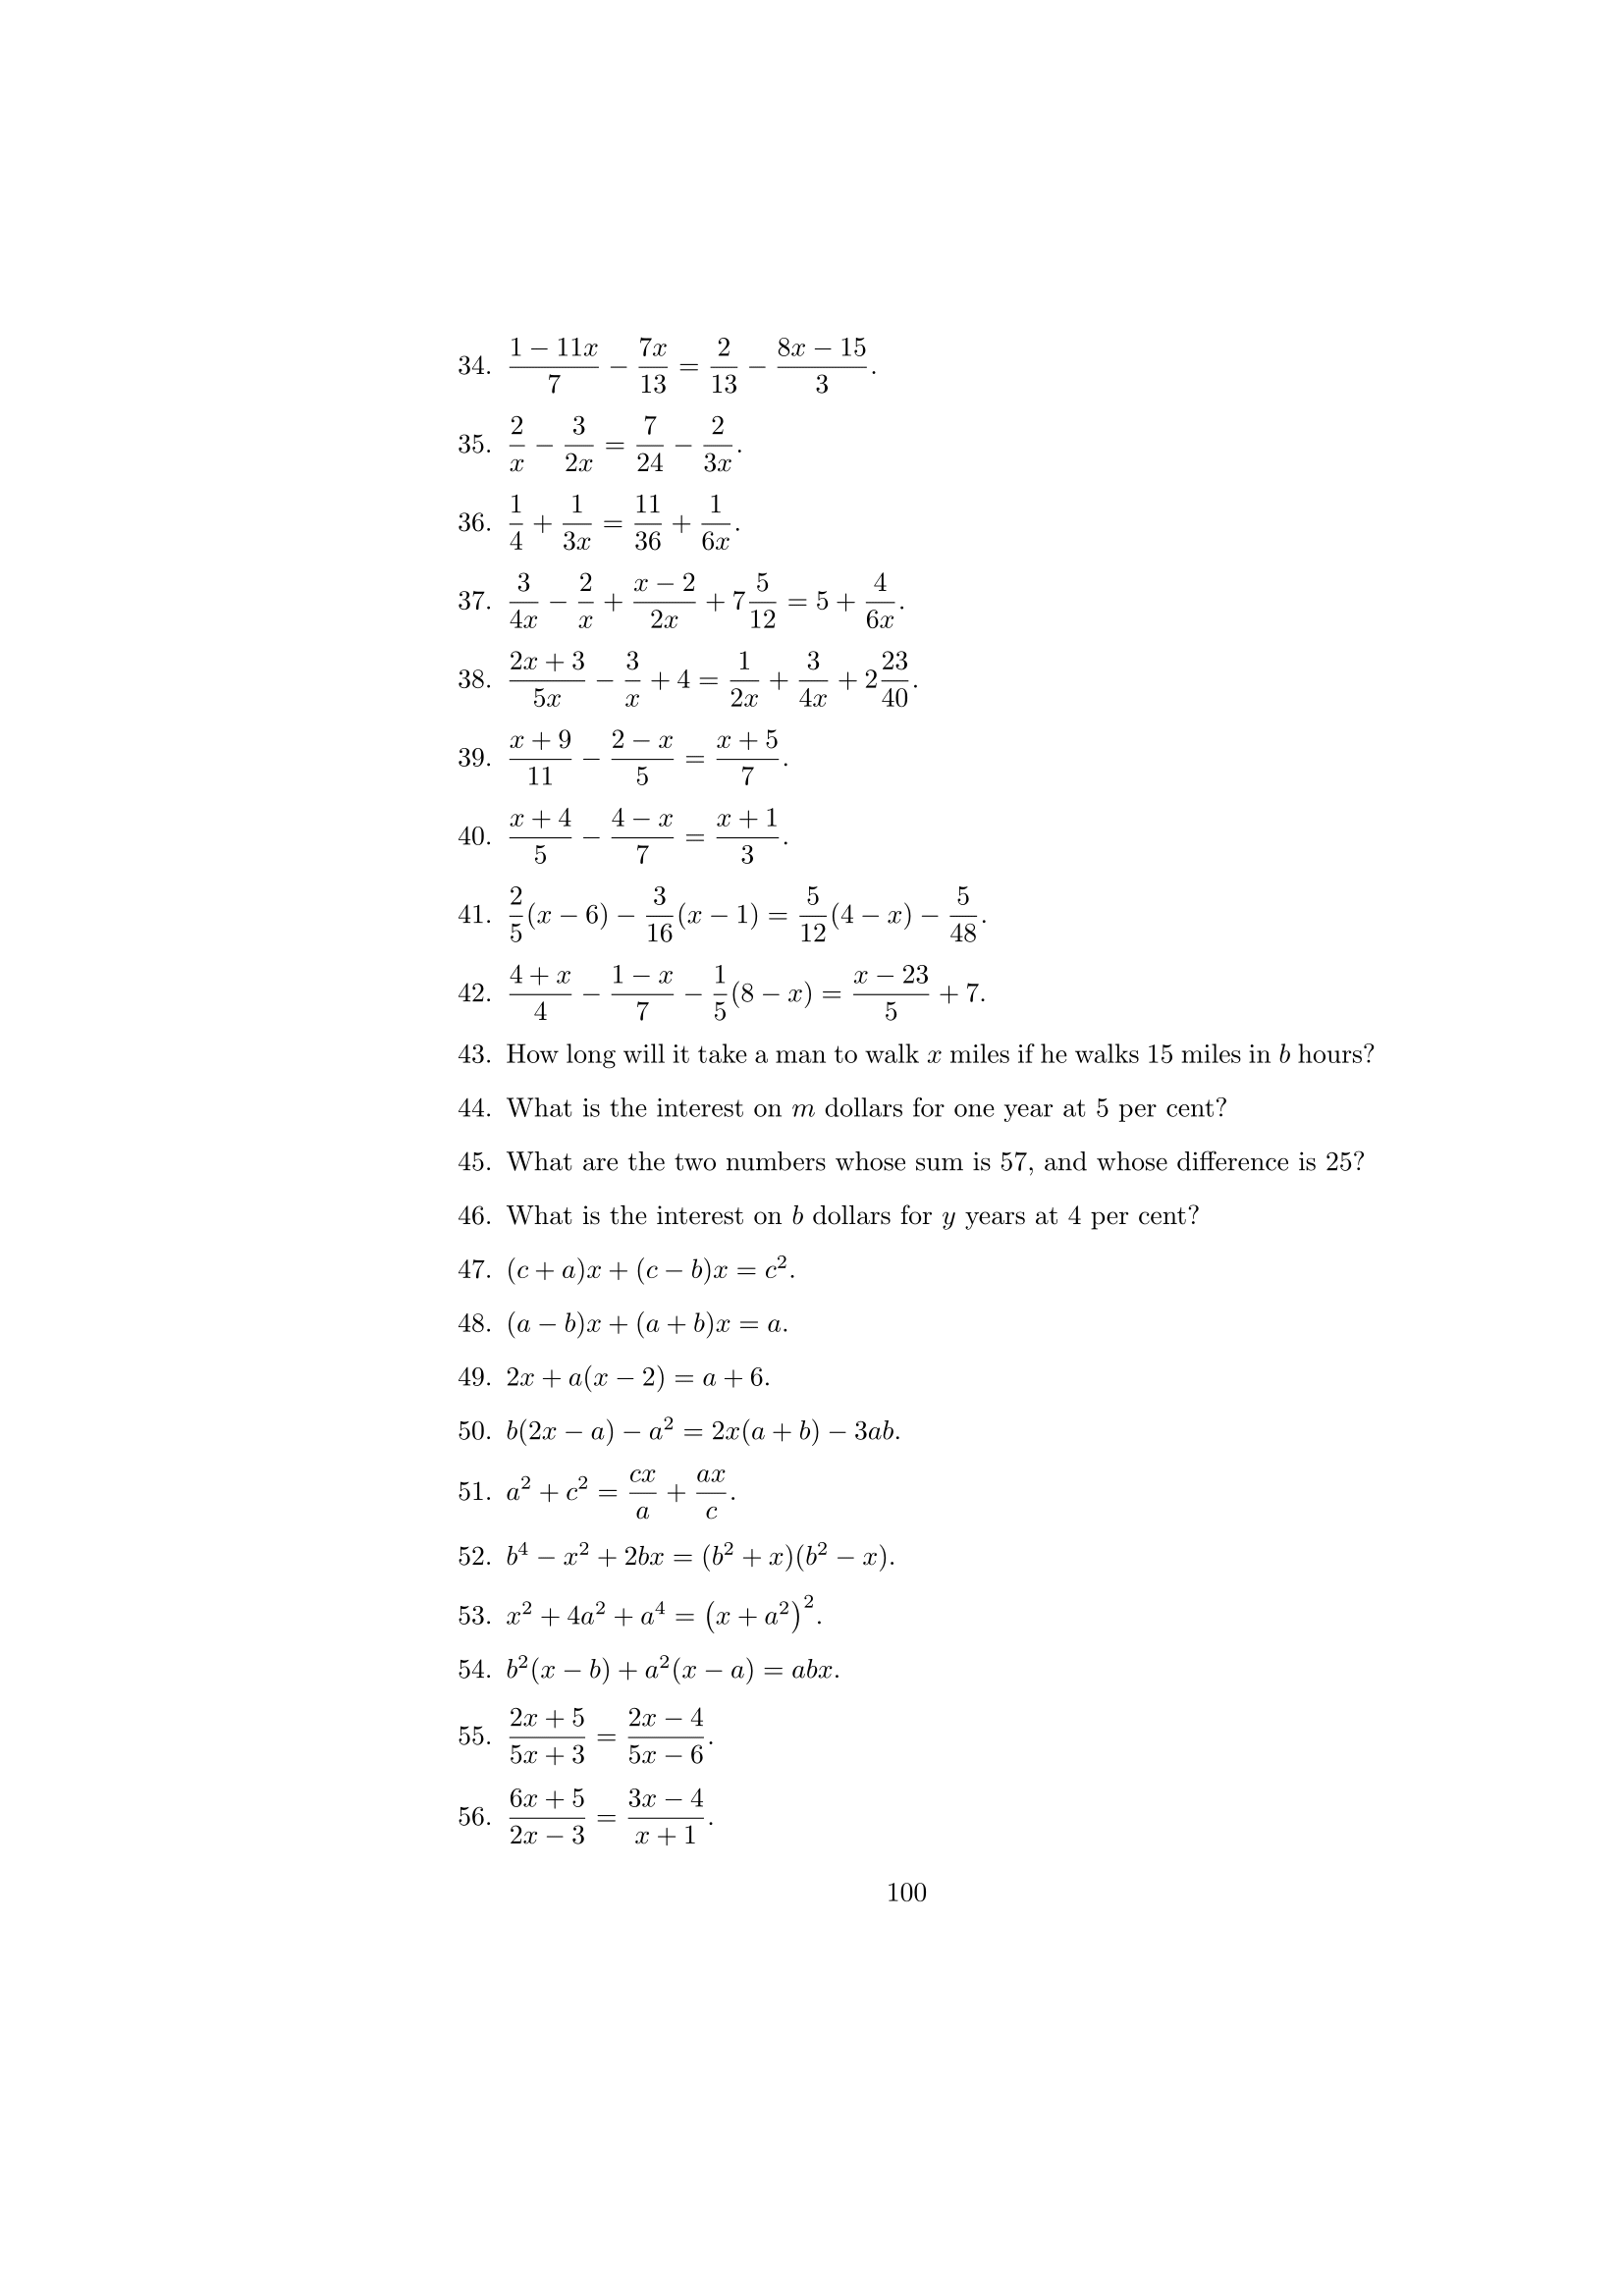 34. \frac{1 - 11x}{7} - \frac{7x}{13} = \frac{2}{13} - \frac{8x - 15}{3}.
35. \frac{2}{x} - \frac{3}{2x} = \frac{7}{24} - \frac{2}{3x}.
36. \frac{1}{4} + \frac{1}{3x} = \frac{11}{36} + \frac{1}{6x}.
37. \frac{3}{4x} - \frac{2}{x} + \frac{x - 2}{2x} + 7\frac{5}{12} = 5 + \frac{4}{6x}.
38. \frac{2x + 3}{5x} - \frac{3}{x} + 4 = \frac{1}{2x} + \frac{3}{4x} + 2\frac{23}{40}.
39. \frac{x + 9}{11} - \frac{2 - x}{5} = \frac{x + 5}{7}.
40. \frac{x + 4}{5} - \frac{4 - x}{7} = \frac{x + 1}{3}.
41. \frac{2}{5}(x - 6) - \frac{3}{16}(x - 1) = \frac{5}{12}(4 - x) - \frac{5}{48}.
42. \frac{4 + x}{4} - \frac{1 - x}{7} - \frac{1}{5}(8 - x) = \frac{x - 23}{5} + 7.
43. How long will it take a man to walk x miles if he walks 15 miles in b hours?
44. What is the interest on m dollars for one year at 5 per cent?
45. What are the two numbers whose sum is 57, and whose difference is 25?
46. What is the interest on b dollars for y years at 4 per cent?
47. (c + a)x + (c - b)x = c^2.
48. (a - b)x + (a + b)x = a.
49. 2x + a(x - 2) = a + 6.
50. b(2x - a) - a^2 = 2x(a + b) - 3ab.
51. a^2 + c^2 = \frac{cx}{a} + \frac{ax}{c}.
52. b^4 - x^2 + 2bx = (b^2 + x)(b^2 - x).
53. x^2 + 4a^2 + a^4 = (x + a^2)^2.
54. b^2(x - b) + a^2(x - a) = abx.
55. \frac{2x + 5}{5x + 3} = \frac{2x - 4}{5x - 6}.
56. \frac{6x + 5}{2x - 3} = \frac{3x - 4}{x + 1}.
100